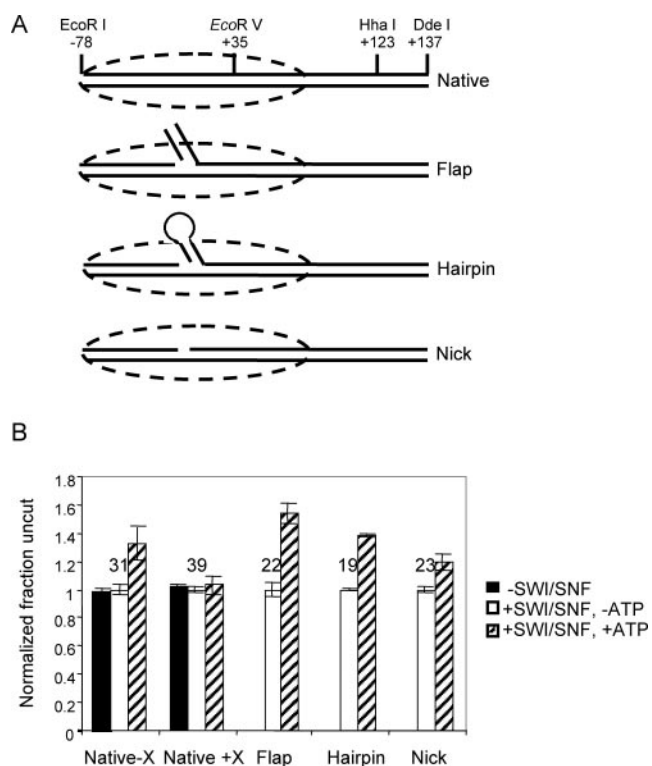 A
EcoR I EcoR V Hha I Dde I
-78 +35 +123 +137
Native
Flap
Hairpin
Nick
B
Normalized fraction uncut
1.8
1.6
1.4
1.2
1
0.8
0.6
0.4
0.2
0
31 39 22 19 23
-SWI/SNF
+SWI/SNF, -ATP
+SWI/SNF, +ATP
Native-X Native +X Flap Hairpin Nick